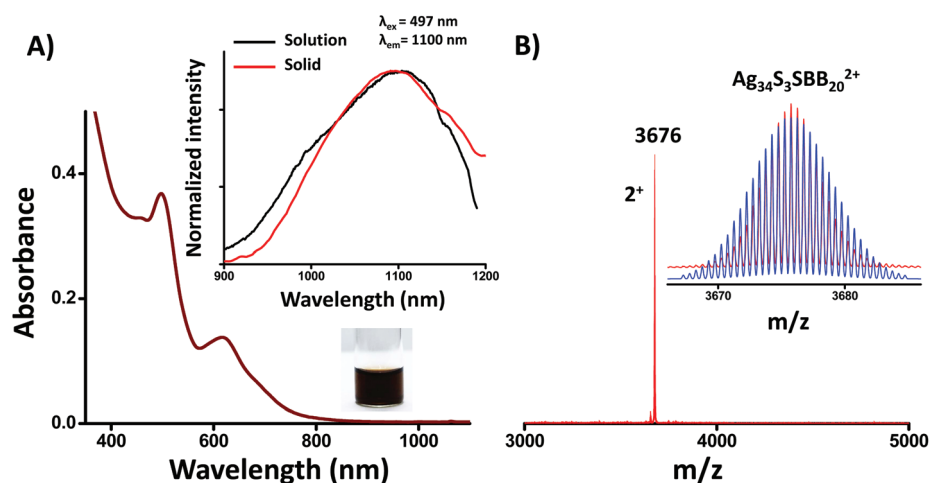 A)
λex = 497 nm
λem = 1100 nm
Solution
Solid
Normalized intensity
900
1000
1100
1200
Wavelength (nm)
Absorbance
0.4
0.2
0.0
400
600
800
1000
Wavelength (nm)
B)
Ag34S3SBB20 2+
3676
2+
3670
3680
m/z
3000
4000
5000
m/z